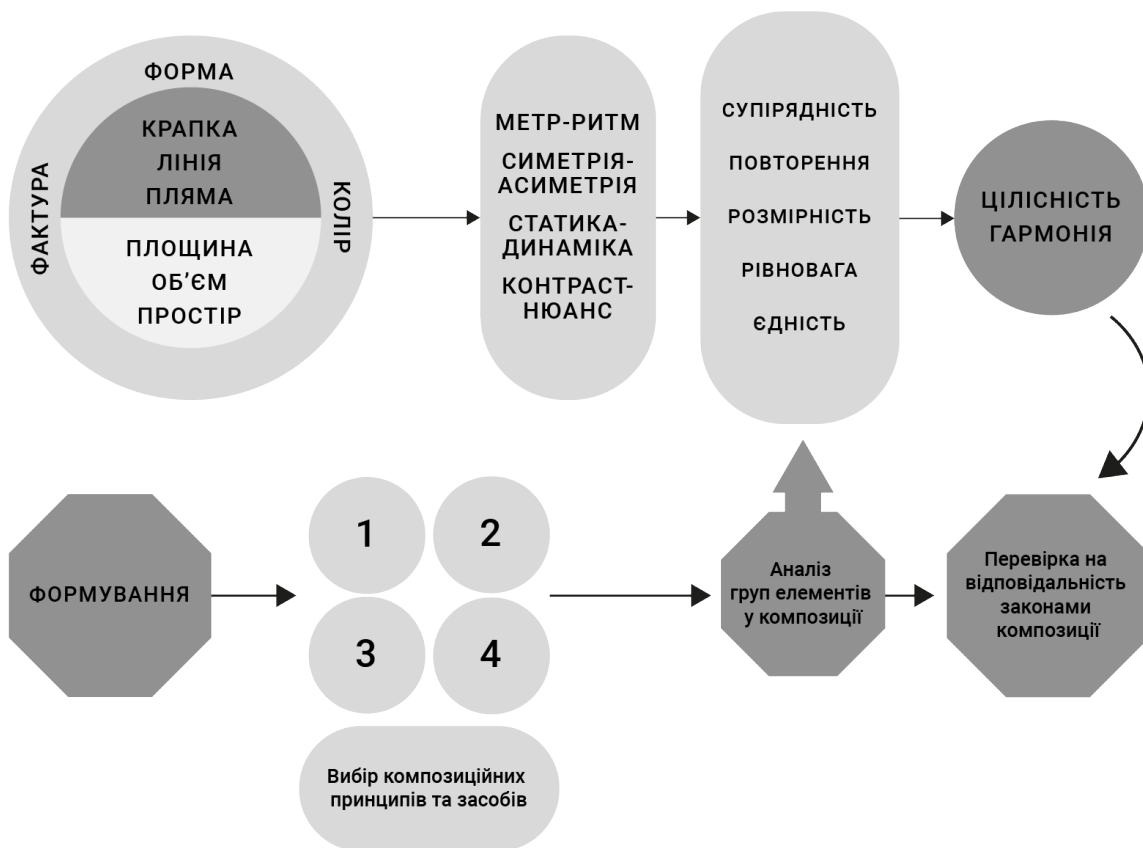 ФОРМА
ФАКТУРА
КОЛІР
КРАПКА
ЛІНІЯ
ПЛЯМА
ПЛОЩИНА
ОБ’ЄМ
ПРОСТІР
МЕТР-РИТМ
СИМЕТРІЯ-
АСИМЕТРІЯ
СТАТИКА-
ДИНАМІКА
КОНТРАСТ-
НЮАНС
СУПІРЯДНІСТЬ
ПОВТОРЕННЯ
РОЗМІРНІСТЬ
РІВНОВАГА
ЄДНІСТЬ
ЦІЛІСНІСТЬ
ГАРМОНІЯ
ФОРМУВАННЯ
1
2
3
4
Вибір композиційних
принципів та засобів
Аналіз
груп елементів
у композиції
Перевірка на
відповідальність
законами
композиції